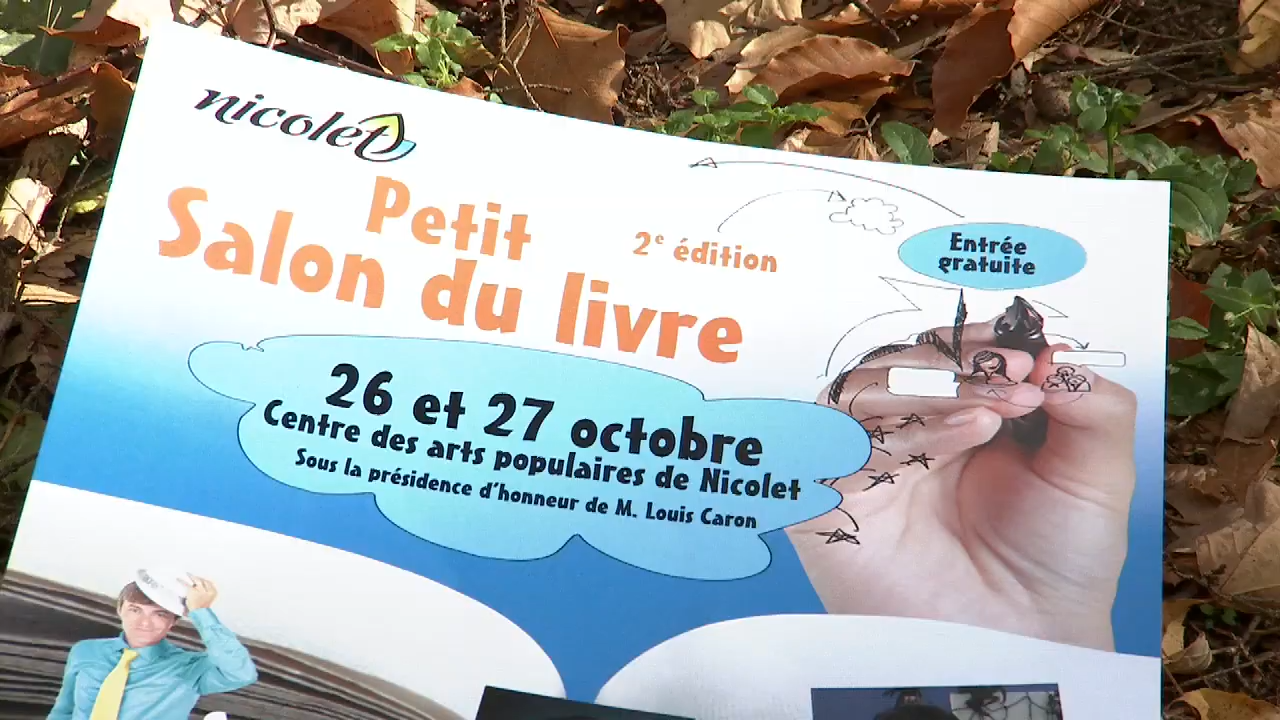 nicolet
Petit
Salon du livre
2e édition
Entrée
gratuite
26 et 27 octobre
Centre des arts populaires de Nicolet
Sous la présidence d'honneur de M. Louis Caron